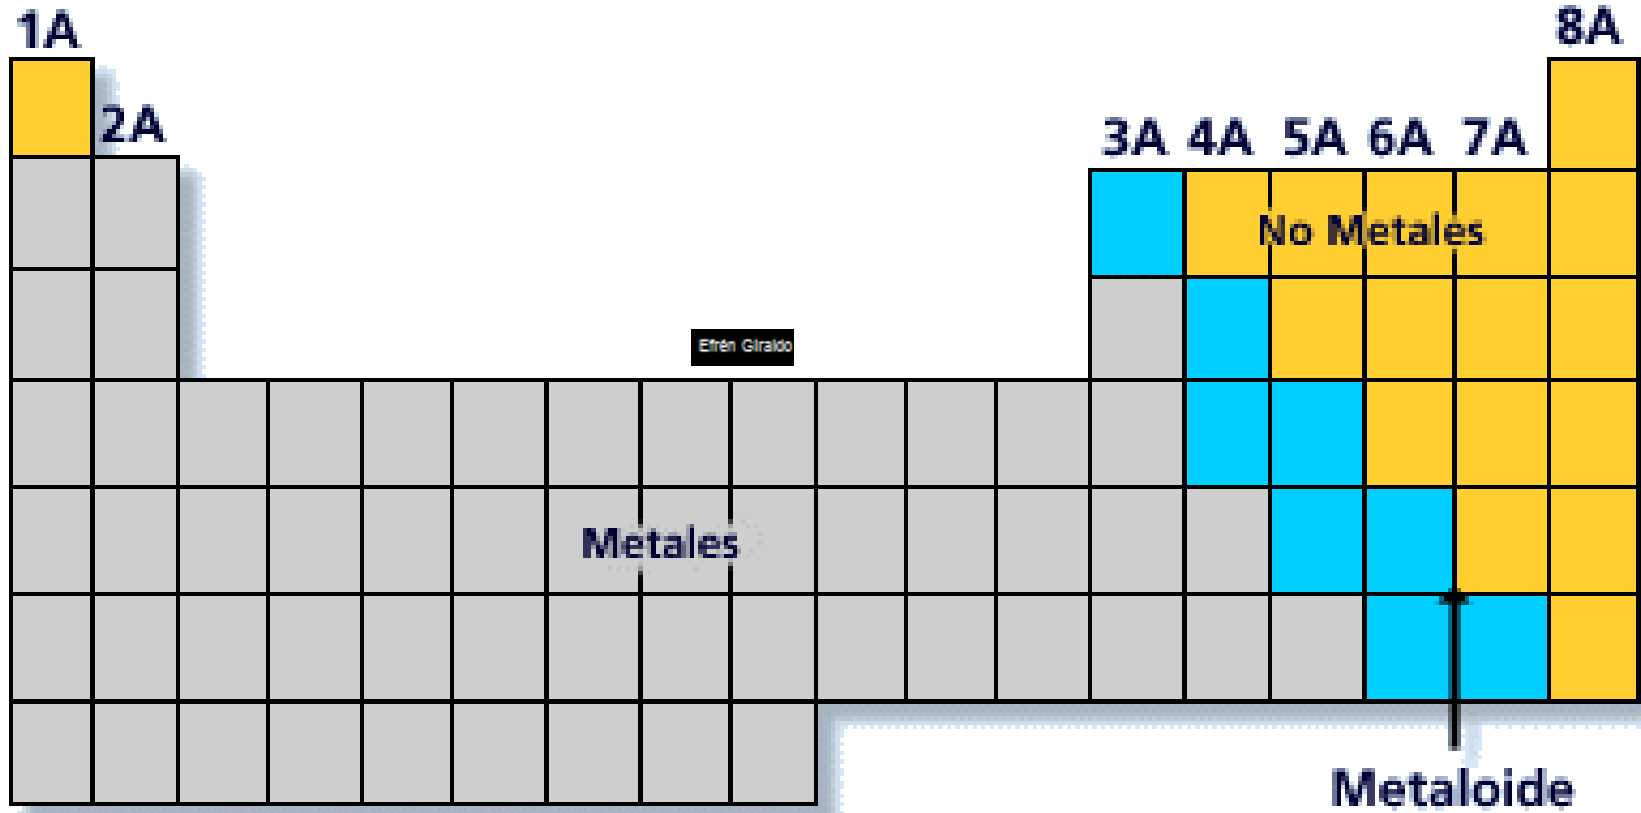 1A
8A
2A
3A 4A 5A 6A 7A
No Metales
Efrén Giraldo
Metales
Metaloide